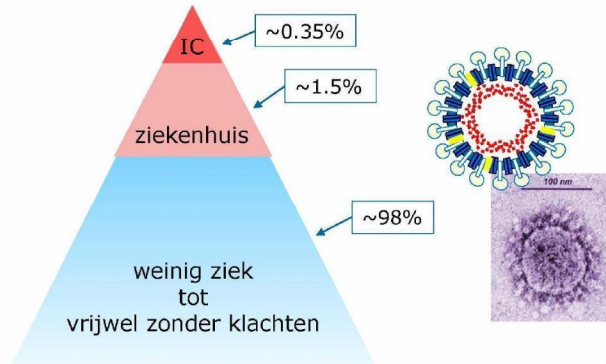 IC
~0.35%
~1.5%
ziekenhuis
~98%
weinig ziek
tot
vrijwel zonder klachten
100 nm